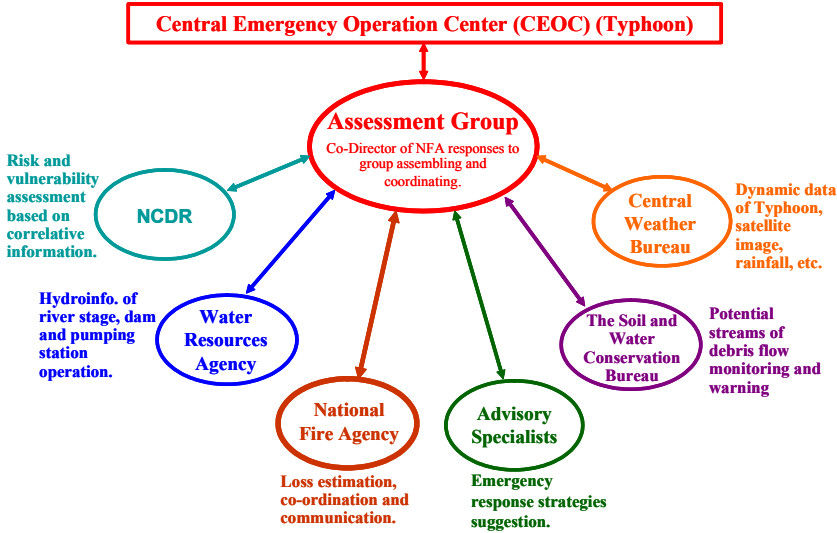 Central Emergency Operation Center (CEOC) (Typhoon)
Assessment Group
Co-Director of NFA responses to
group assembling and
coordinating.
Risk and
vulnerability
assessment
based on
correlative
information.
NCDR
Central
Weather
Bureau
Dynamic data
of Typhoon,
satellite
image,
rainfall, etc.
Hydroinfo. of
river stage, dam
and pumping
station
operation.
Water
Resources
Agency
The Soil and
Water
Conservation
Bureau
Potential
streams of
debris flow
monitoring and
warning
National
Fire Agency
Loss estimation,
co-ordination and
communication.
Advisory
Specialists
Emergency
response strategies
suggestion.